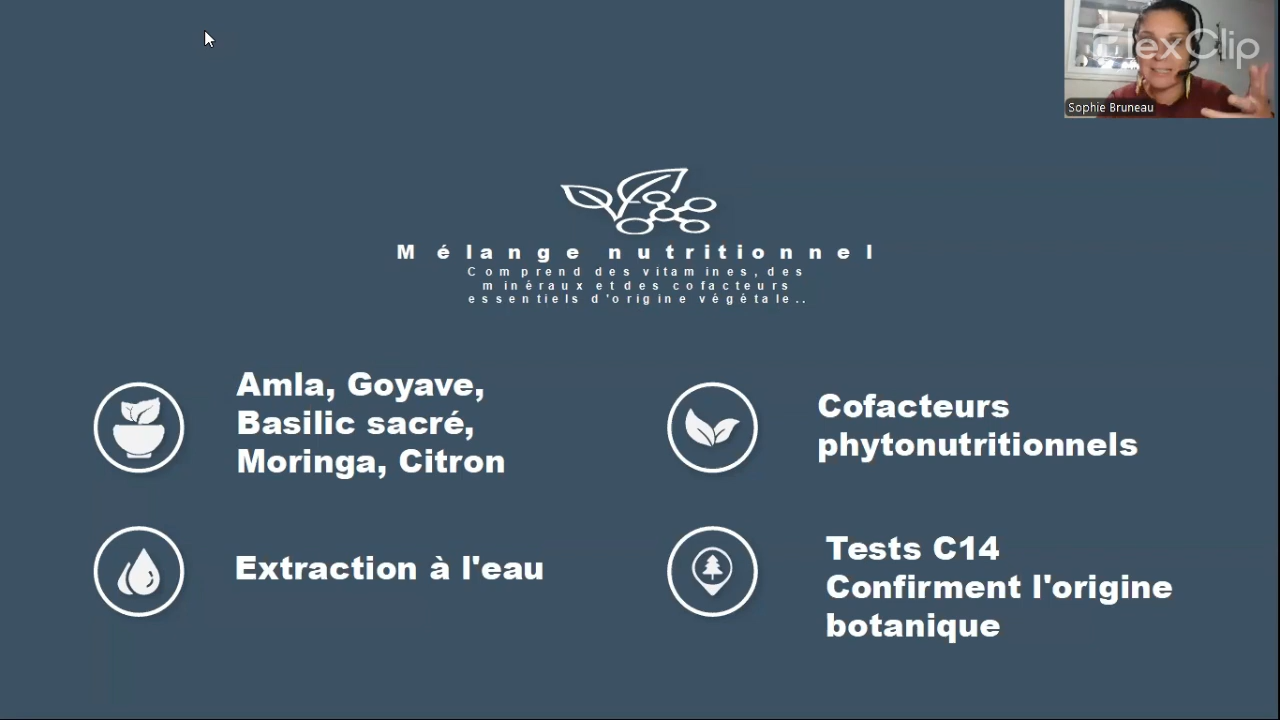 FlexClip
Sophie Bruneau
Mélange nutritionnel
Comprend des vitamines, des
minéraux et des cofacteurs
essentiels d'origine végétale..
Amla, Goyave,
Basilic sacré,
Moringa, Citron
Cofacteurs
phytonutritionnels
Extraction à l'eau
Tests C14
Confirment l'origine
botanique